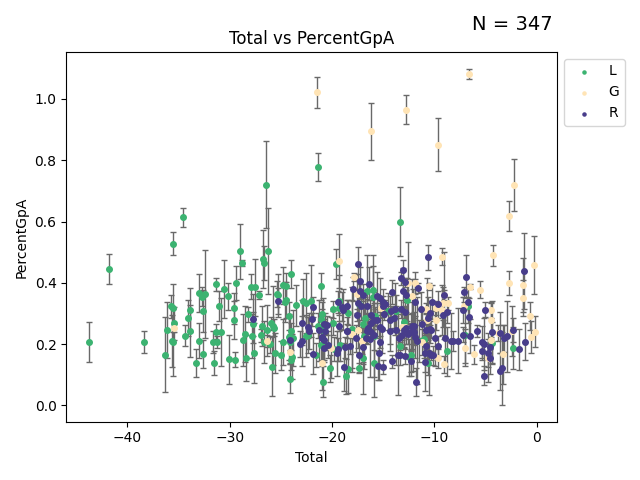 N = 347
Total vs PercentGpA
L
G
R
1.0
0.8
0.6
0.4
0.2
0.0
PercentGpA
−40 −30 −20 −10 0
Total